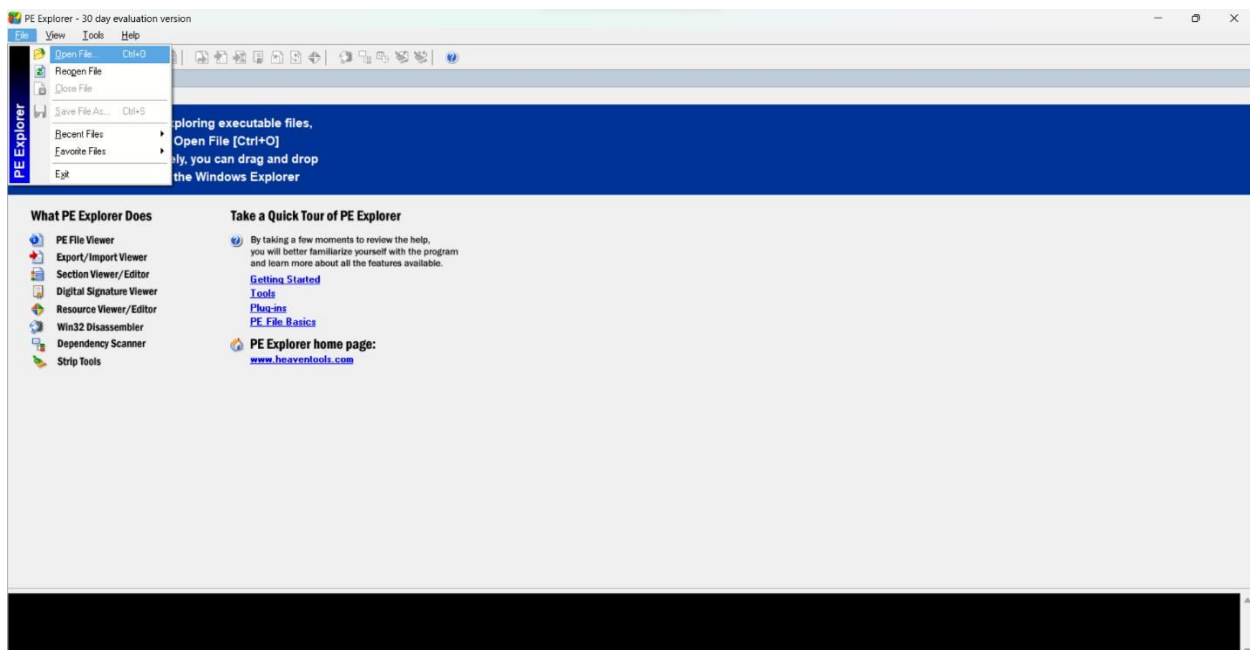 PE Explorer - 30 day evaluation version
File View Tools Help
Open File... Ctrl+O
Reopen File
Close File
Save File As... Ctrl+S
Recent Files
Favorite Files
Exit
PE Explorer
ploring executable files,
Open File [Ctrl+O]
ely, you can drag and drop
the Windows Explorer
What PE Explorer Does
PE File Viewer
Export/Import Viewer
Section Viewer/Editor
Digital Signature Viewer
Resource Viewer/Editor
Win32 Disassembler
Dependency Scanner
Strip Tools
Take a Quick Tour of PE Explorer
By taking a few moments to review the help,
you will better familiarize yourself with the program
and learn more about all the features available.
Getting Started
Tools
Plug-ins
PE File Basics
PE Explorer home page:
www.heaventools.com